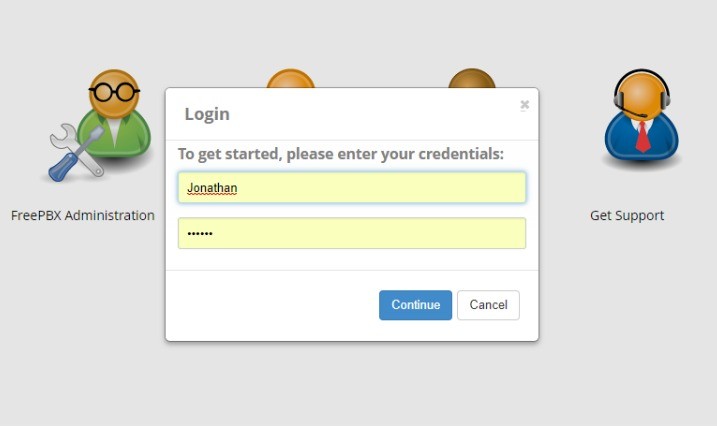 Login
×
To get started, please enter your credentials:
Jonathan
••••••
FreePBX Administration
Get Support
Continue
Cancel